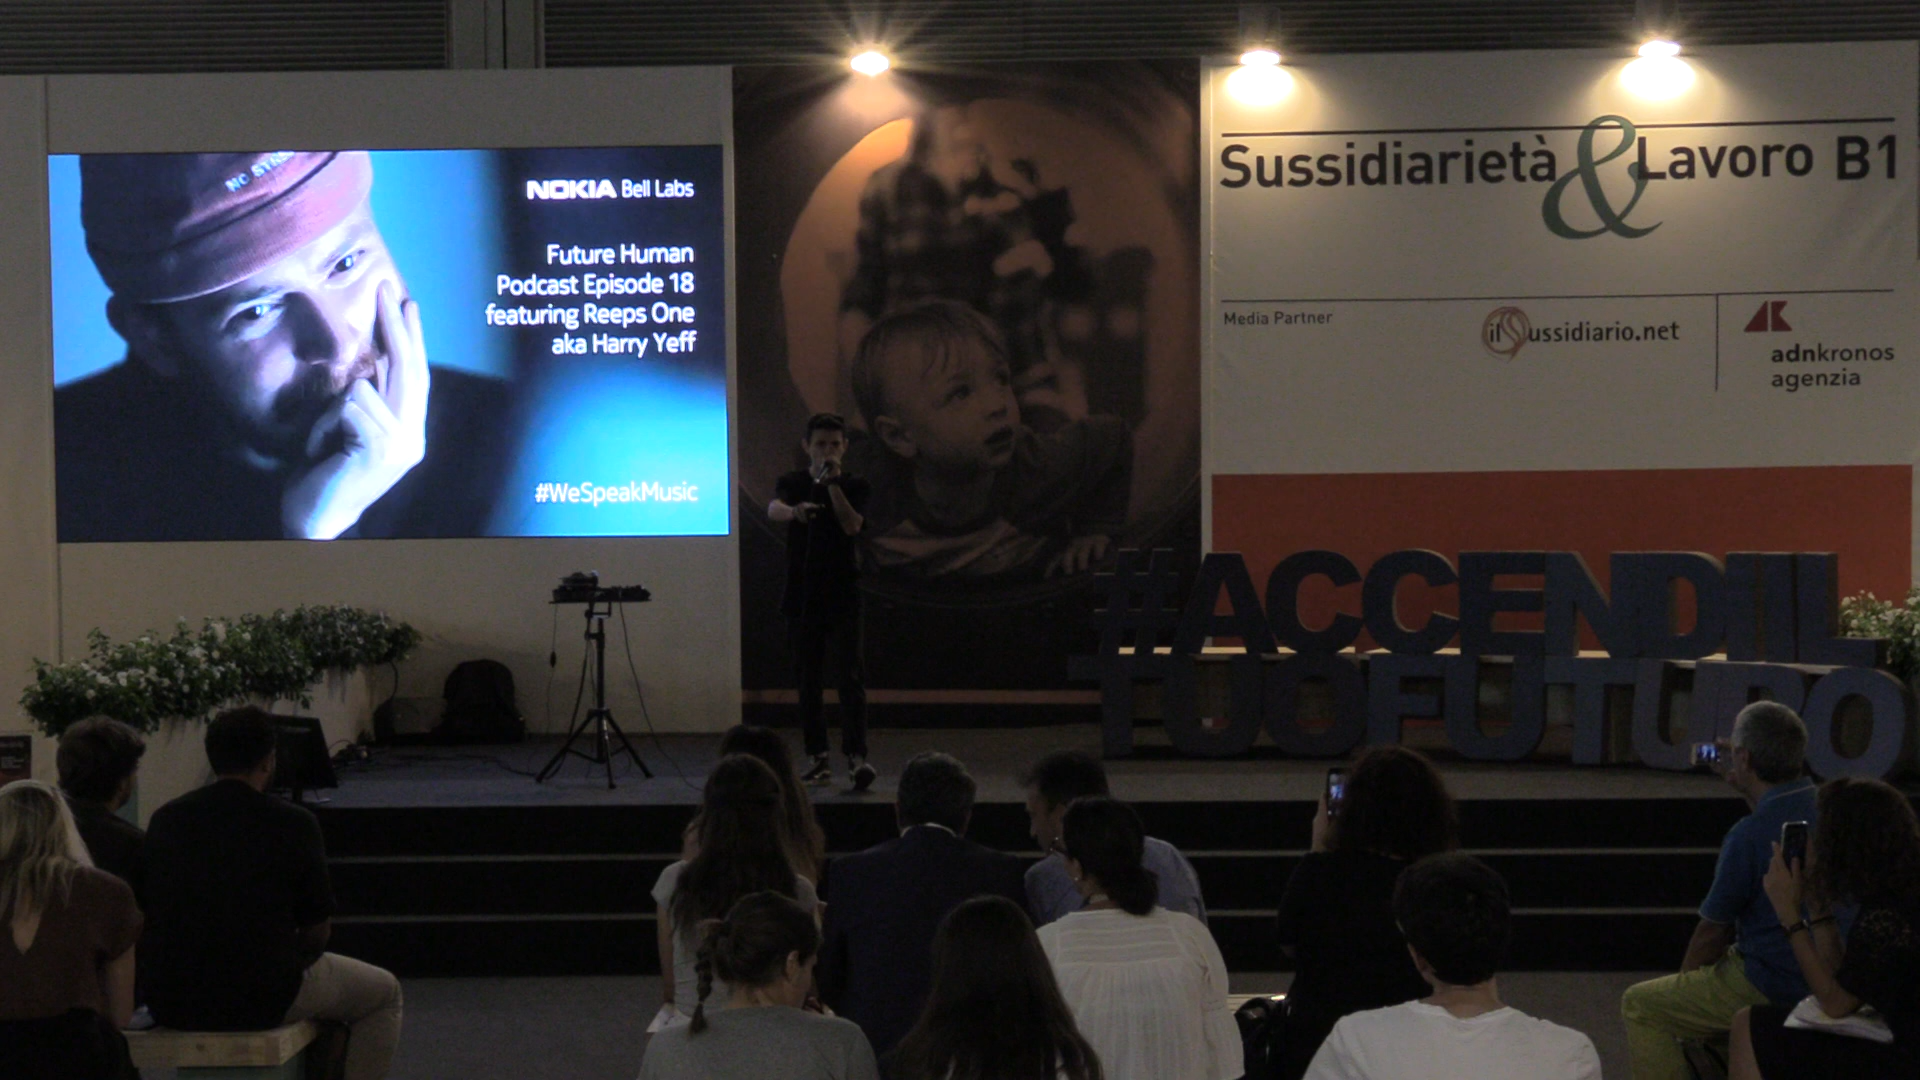 NOKIA Bell Labs
Future Human
Podcast Episode 18
featuring Reeps One
aka Harry Yeff
#WeSpeakMusic
Sussidiarietà & Lavoro B1
Media Partner
ilSussidiario.net
adnkronos
agenzia
#ACCENDIIL
TUOFUTURO